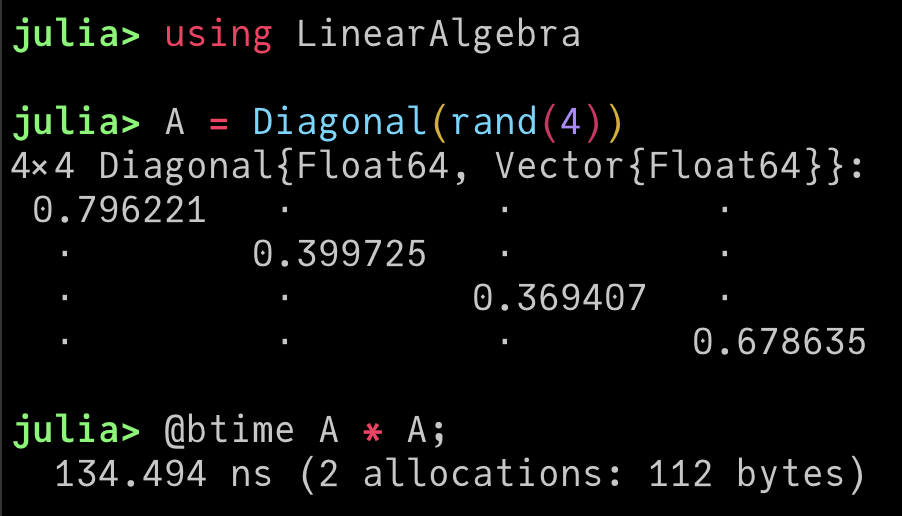 julia> using LinearAlgebra
julia> A = Diagonal(rand(4))
4×4 Diagonal{Float64, Vector{Float64}}:
 0.796221   ⋅         ⋅         ⋅
  ⋅        0.399725   ⋅         ⋅
  ⋅         ⋅        0.369407   ⋅
  ⋅         ⋅         ⋅        0.678635
julia> @btime A * A;
  134.494 ns (2 allocations: 112 bytes)